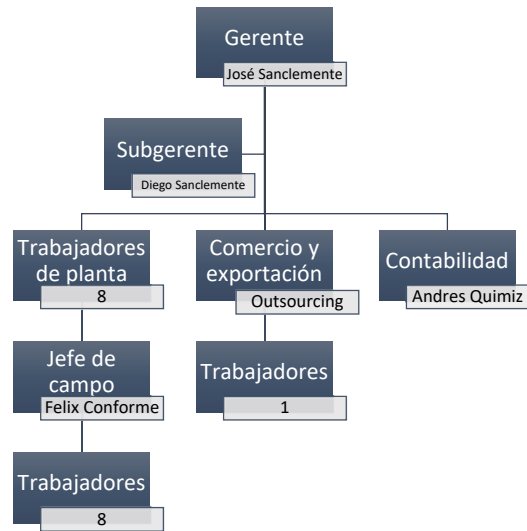 Gerente
José Sanclemente
Subgerente
Diego Sanclemente
Trabajadores
de planta
8
Comercio y
exportación
Outsourcing
Contabilidad
Andres Quimiz
Jefe de
campo
Felix Conforme
Trabajadores
1
Trabajadores
8